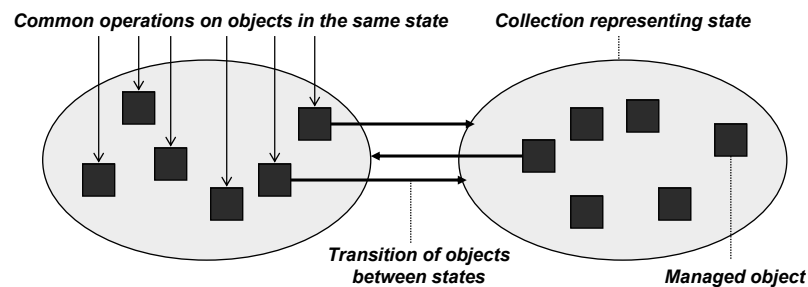 Common operations on objects in the same state
Collection representing state
Transition of objects
between states
Managed object